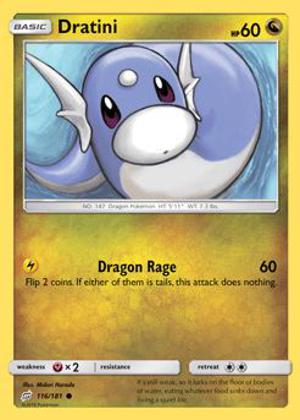 BASIC Dratini HP60
NO. 147 Dragon Pokémon HT: 5'11" WT: 7.3 lbs.
Dragon Rage 60
Flip 2 coins. If either of them is tails, this attack does nothing.
weakness ×2 resistance retreat
Illus. Midori Harada
116/181
It's still weak, so it lurks on the floor of bodies
of water, eating whatever food sinks down and
living a quiet life.